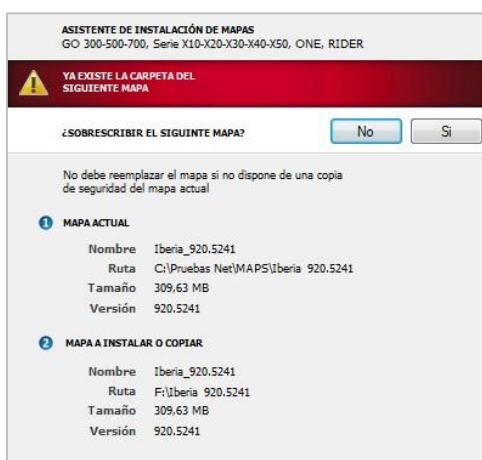 ASISTENTE DE INSTALACIÓN DE MAPAS
GO 300-500-700, Serie X10-X20-X30-X40-X50, ONE, RIDER
YA EXISTE LA CARPETA DEL
SIGUIENTE MAPA
¿SOBRESCRIBIR EL SIGUINTE MAPA?
No
Si
No debe reemplazar el mapa si no dispone de una copia
de seguridad del mapa actual
1 MAPA ACTUAL
Nombre Iberia_920.5241
Ruta C:\Pruebas Net\MAPS\Iberia 920.5241
Tamaño 309,63 MB
Versión 920.5241
2 MAPA A INSTALAR O COPIAR
Nombre Iberia_920.5241
Ruta F:\Iberia 920.5241
Tamaño 309,63 MB
Versión 920.5241